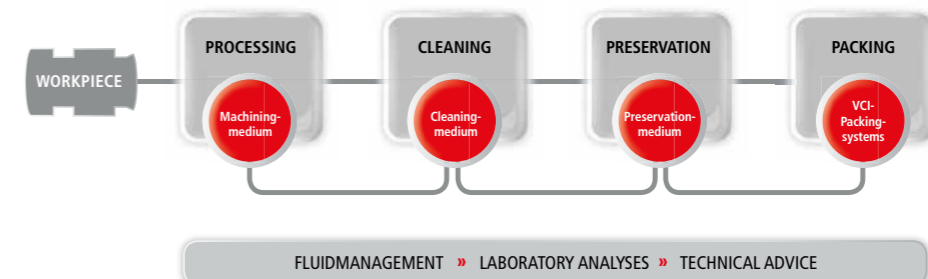 PROCESSING
CLEANING
PRESERVATION
PACKING
WORKPIECE
Machining-
medium
Cleaning-
medium
Preservation-
medium
VCI-
Packing-
systems
FLUIDMANAGEMENT » LABORATORY ANALYSES » TECHNICAL ADVICE